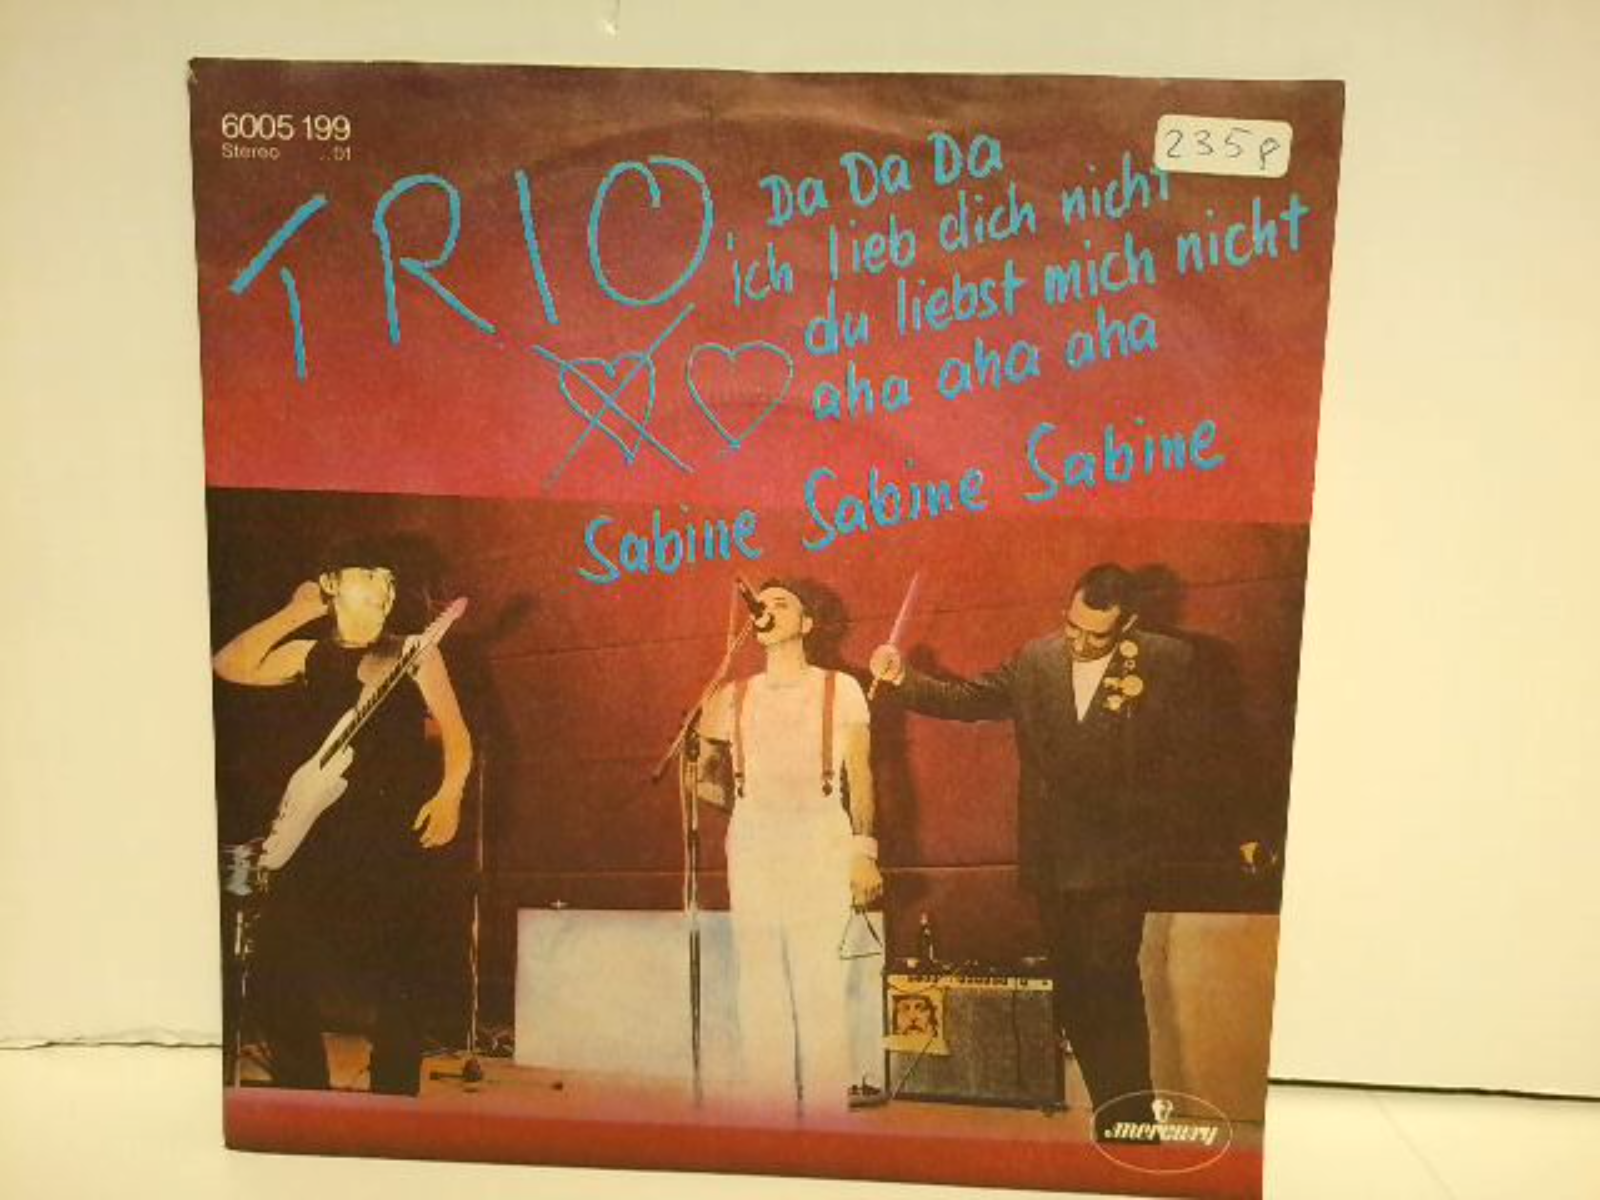 6005 199
Stereo ..01
235p
TRIO
Da Da Da
ich lieb dich nicht
du liebst mich nicht
aha aha aha
Sabine Sabine Sabine
mercury